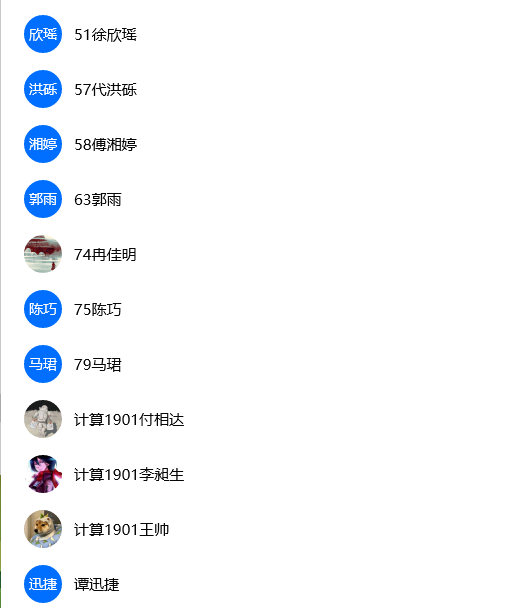 欣瑶 51徐欣瑶
洪砾 57代洪砾
湘婷 58傅湘婷
郭雨 63郭雨
74冉佳明
陈巧 75陈巧
马珺 79马珺
计算1901付相达
计算1901李昶生
计算1901王帅
迅捷 谭迅捷